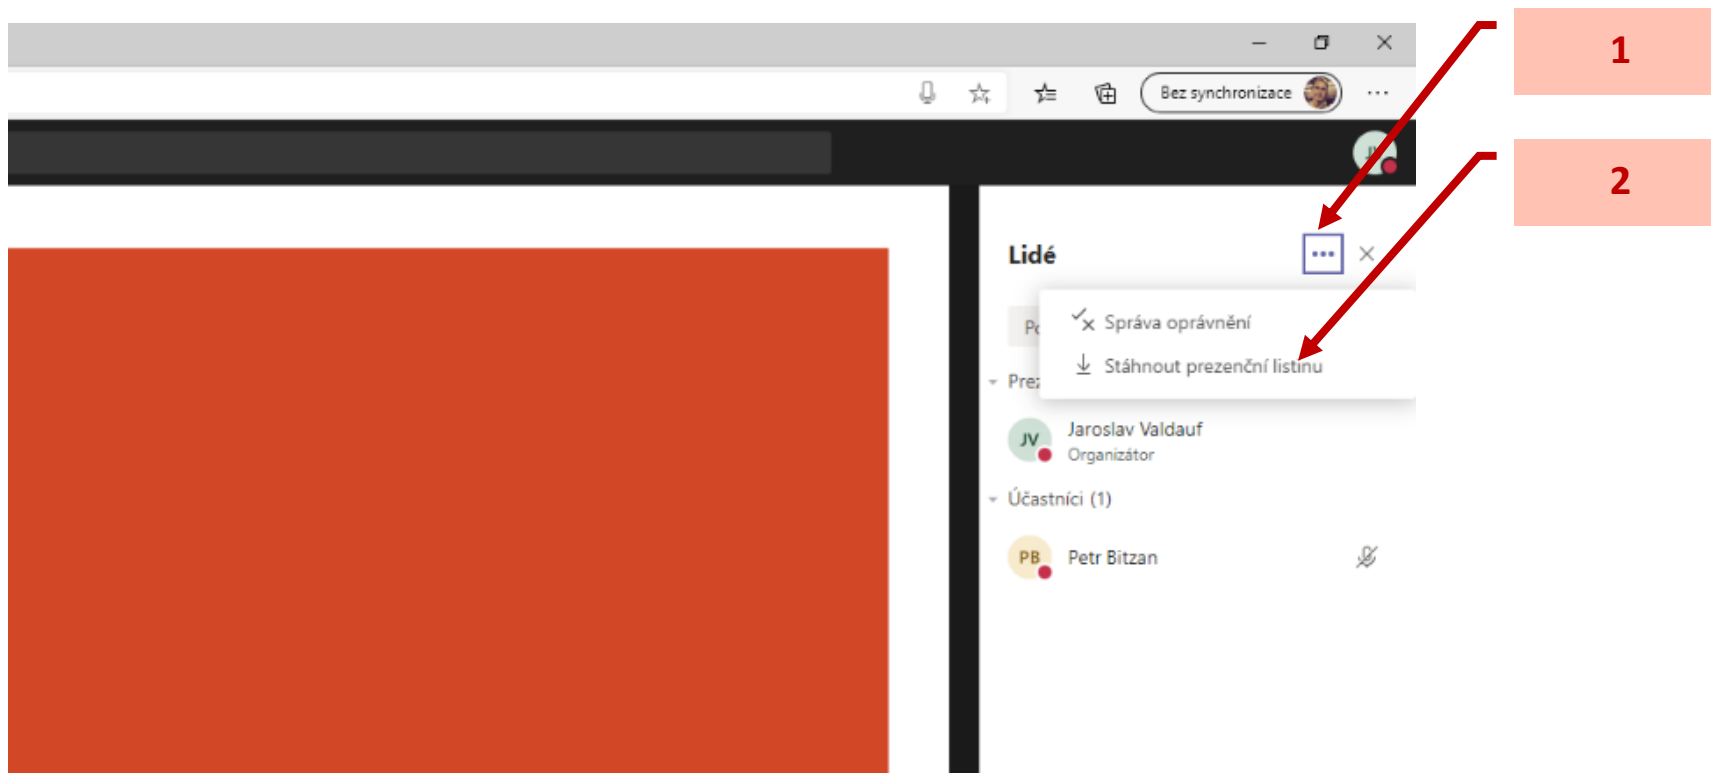 1
Bez synchronizace
2
Lidé
Správa oprávnění
Stáhnout prezenční listinu
JV
Jaroslav Valdauf
Organizátor
Účastníci (1)
PB
Petr Bitzan